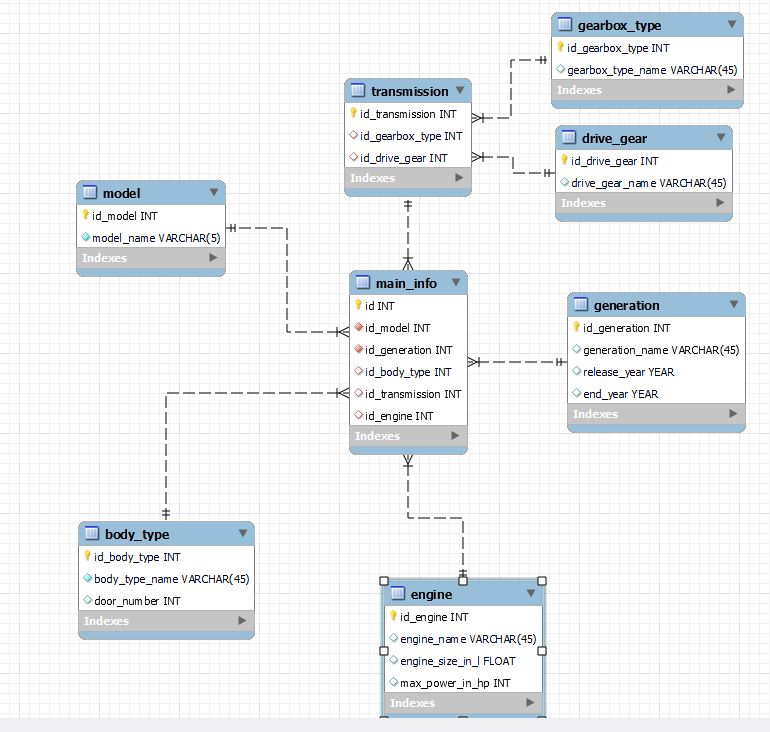 gearbox_type
id_gearbox_type INT
gearbox_type_name VARCHAR(45)
Indexes
transmission
id_transmission INT
id_gearbox_type INT
id_drive_gear INT
Indexes
drive_gear
id_drive_gear INT
drive_gear_name VARCHAR(45)
Indexes
model
id_model INT
model_name VARCHAR(5)
Indexes
main_info
id INT
id_model INT
id_generation INT
id_body_type INT
id_transmission INT
id_engine INT
Indexes
generation
id_generation INT
generation_name VARCHAR(45)
release_year YEAR
end_year YEAR
Indexes
body_type
id_body_type INT
body_type_name VARCHAR(45)
door_number INT
Indexes
engine
id_engine INT
engine_name VARCHAR(45)
engine_size_in_l FLOAT
max_power_in_hp INT
Indexes